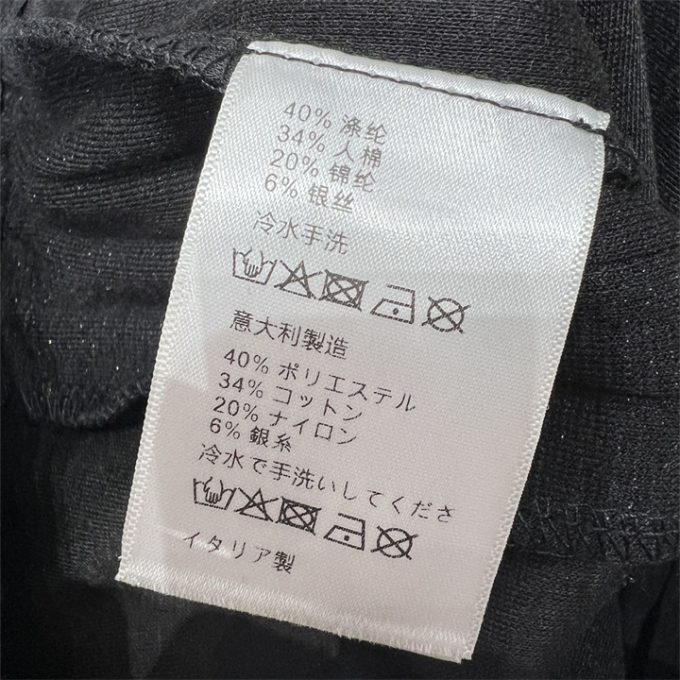 40% 涤纶
34% 人棉
20% 锦纶
6% 银丝
冷水手洗
意大利製造
40% ポリエステル
34% コットン
20% ナイロン
6% 銀糸
冷水で手洗いしてくださ
イタリア製